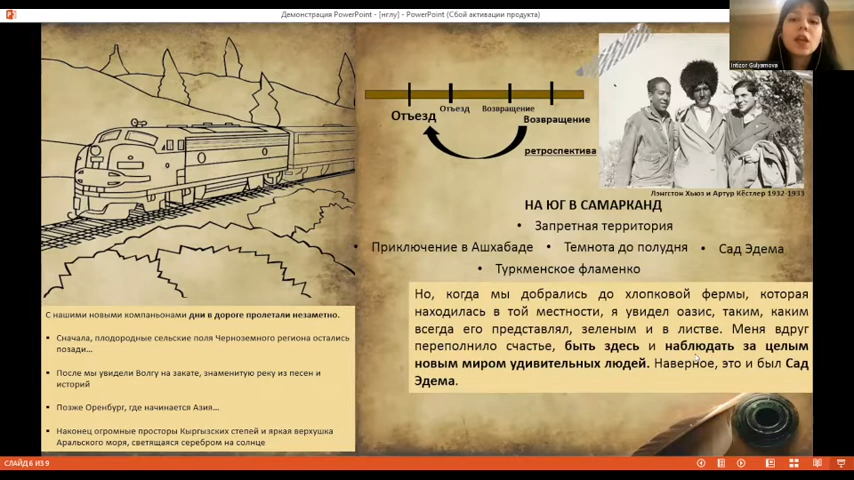 Демонстрация PowerPoint - [нглу] - PowerPoint (Сбой активации продукта)
Intizor Gulyamova
Отъезд
Отъезд
Возвращение
Возвращение
ретроспектива
Лэнгстон Хьюз и Артур Кёстлер 1932-1933
НА ЮГ В САМАРКАНД
• Запретная территория
• Приключение в Ашхабаде • Темнота до полудня • Сад Эдема
• Туркменское фламенко
Но, когда мы добрались до хлопковой фермы, которая
находилась в той местности, я увидел оазис, таким, каким
всегда его представлял, зеленым и в листве. Меня вдруг
переполнило счастье, быть здесь и наблюдать за целым
новым миром удивительных людей. Наверное, это и был Сад
Эдема.
С нашими новыми компаньонами дни в дороге пролетали незаметно.
▪ Сначала, плодородные сельские поля Черноземного региона остались
позади...
▪ После мы увидели Волгу на закате, знаменитую реку из песен и
историй
▪ Позже Оренбург, где начинается Азия...
▪ Наконец огромные просторы Кыргызских степей и яркая верхушка
Аральского моря, светящаяся серебром на солнце
СЛАЙД 6 ИЗ 9